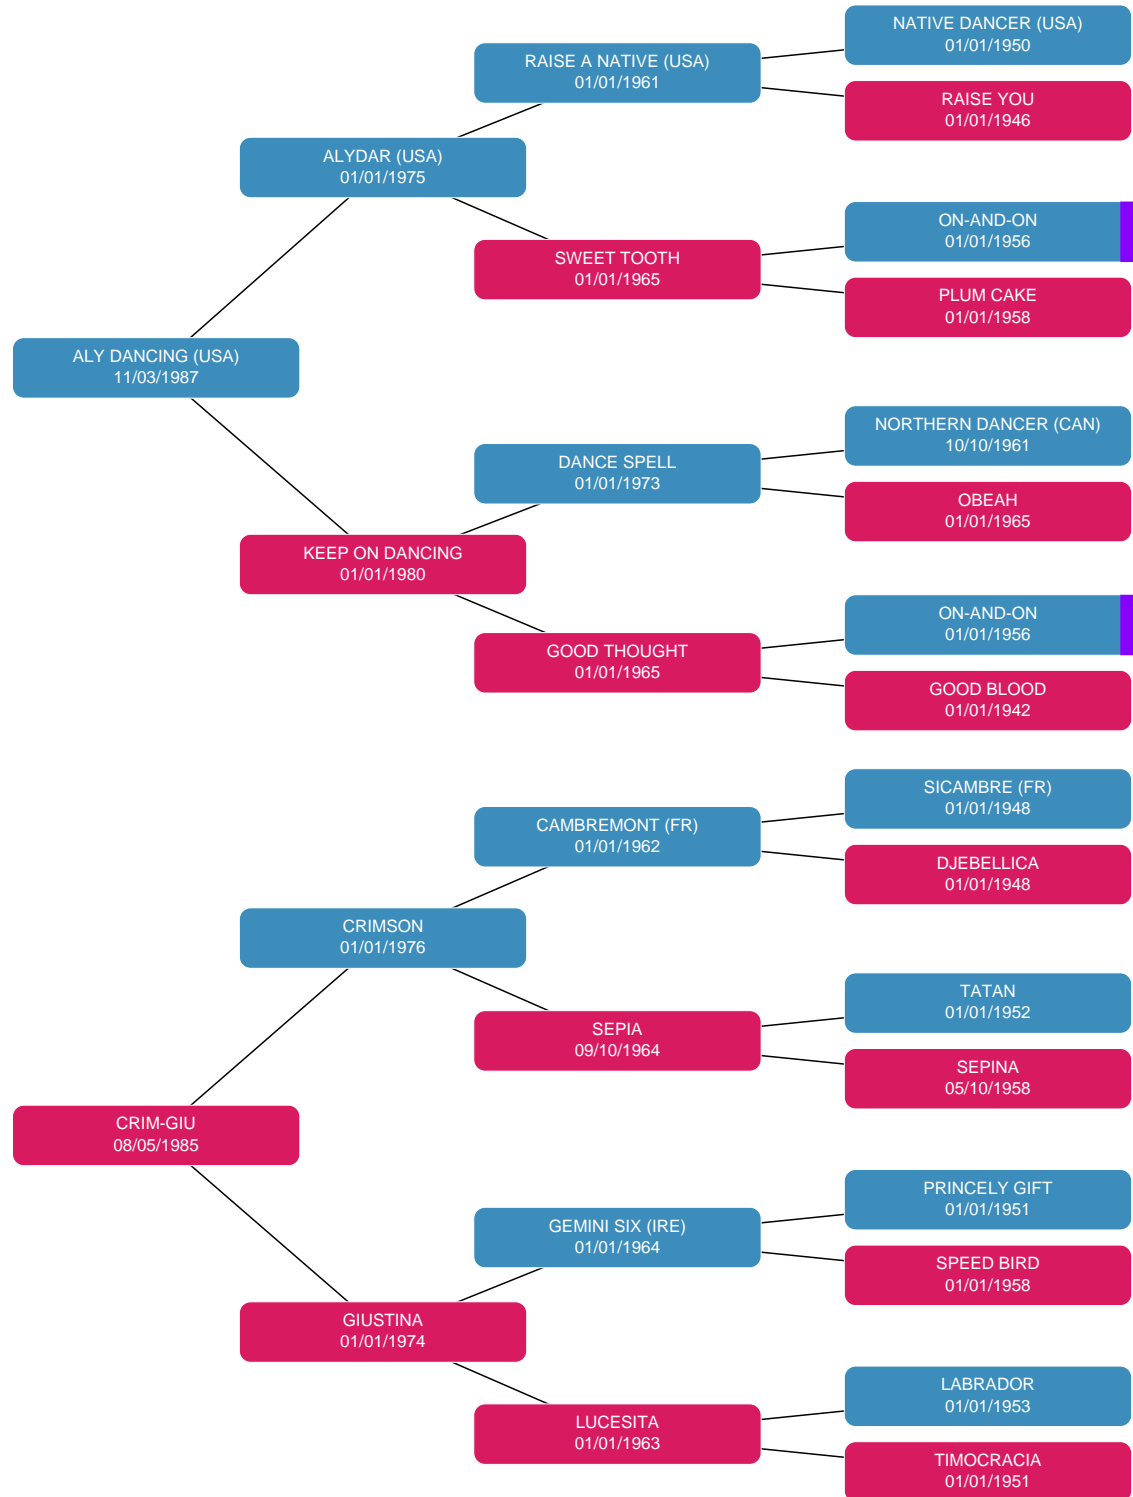 NATIVE DANCER (USA)
01/01/1950
RAISE A NATIVE (USA)
01/01/1961
RAISE YOU
01/01/1946
ALYDAR (USA)
01/01/1975
ON-AND-ON
01/01/1956
SWEET TOOTH
01/01/1965
PLUM CAKE
01/01/1958
ALY DANCING (USA)
11/03/1987
NORTHERN DANCER (CAN)
10/10/1961
DANCE SPELL
01/01/1973
OBEAH
01/01/1965
KEEP ON DANCING
01/01/1980
ON-AND-ON
01/01/1956
GOOD THOUGHT
01/01/1965
GOOD BLOOD
01/01/1942
SICAMBRE (FR)
01/01/1948
CAMBREMONT (FR)
01/01/1962
DJEBELLICA
01/01/1948
CRIMSON
01/01/1976
TATAN
01/01/1952
SEPIA
09/10/1964
SEPINA
05/10/1958
CRIM-GIU
08/05/1985
PRINCELY GIFT
01/01/1951
GEMINI SIX (IRE)
01/01/1964
SPEED BIRD
01/01/1958
GIUSTINA
01/01/1974
LABRADOR
01/01/1953
LUCESITA
01/01/1963
TIMOCRACIA
01/01/1951